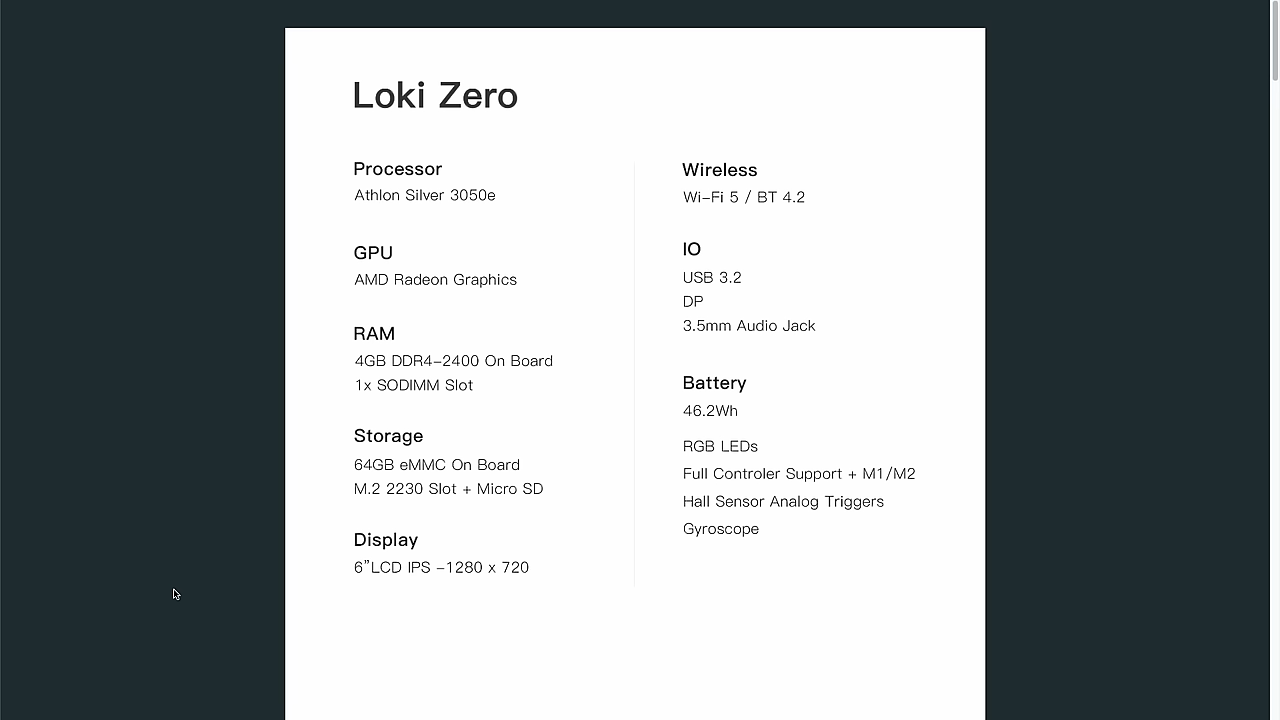 Loki Zero
Processor
Athlon Silver 3050e
GPU
AMD Radeon Graphics
RAM
4GB DDR4-2400 On Board
1x SODIMM Slot
Storage
64GB eMMC On Board
M.2 2230 Slot + Micro SD
Display
6”LCD IPS -1280 x 720
Wireless
Wi-Fi 5 / BT 4.2
IO
USB 3.2
DP
3.5mm Audio Jack
Battery
46.2Wh
RGB LEDs
Full Controler Support + M1/M2
Hall Sensor Analog Triggers
Gyroscope